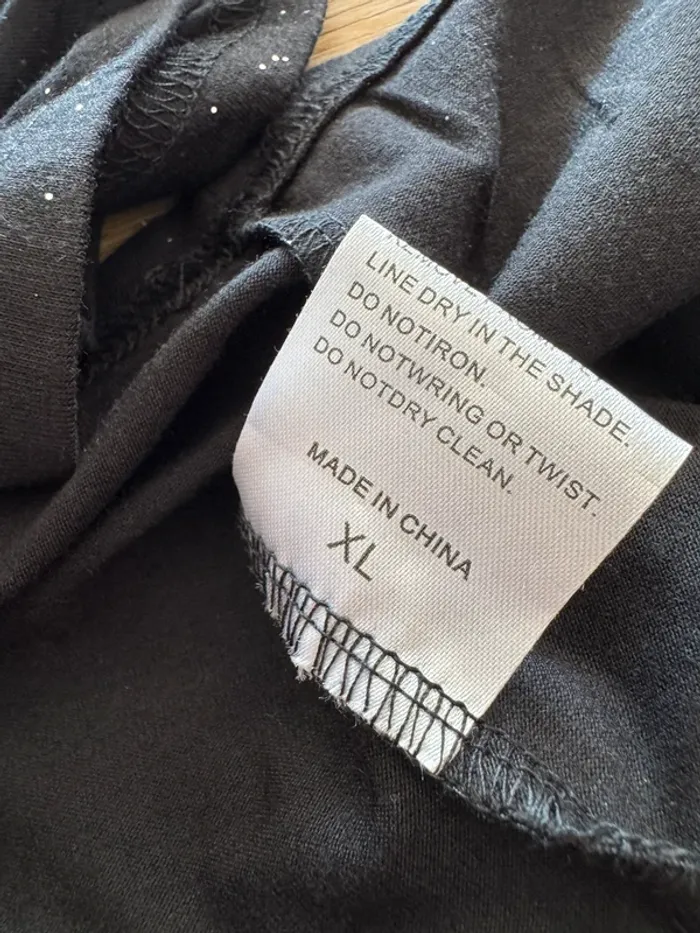 LINE DRY IN THE SHADE.
DO NOTIRON.
DO NOTWRING OR TWIST.
DO NOTDRY CLEAN.
MADE IN CHINA
XL